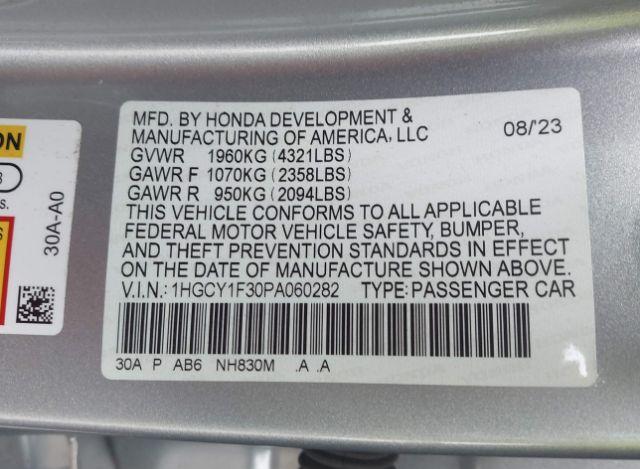 MFD. BY HONDA DEVELOPMENT &
MANUFACTURING OF AMERICA, LLC 08/'23
GVWR 1960KG (4321LBS)
GAWR F 1070KG (2358LBS)
GAWR R 950KG (2094LBS)
THIS VEHICLE CONFORMS TO ALL APPLICABLE
FEDERAL MOTOR VEHICLE SAFETY, BUMPER,
AND THEFT PREVENTION STANDARDS IN EFFECT
ON THE DATE OF MANUFACTURE SHOWN ABOVE.
V.I.N.: 1HGCY1F30PA060282 TYPE: PASSENGER CAR
30A P AB6 NH830M .A .A
30A-A0